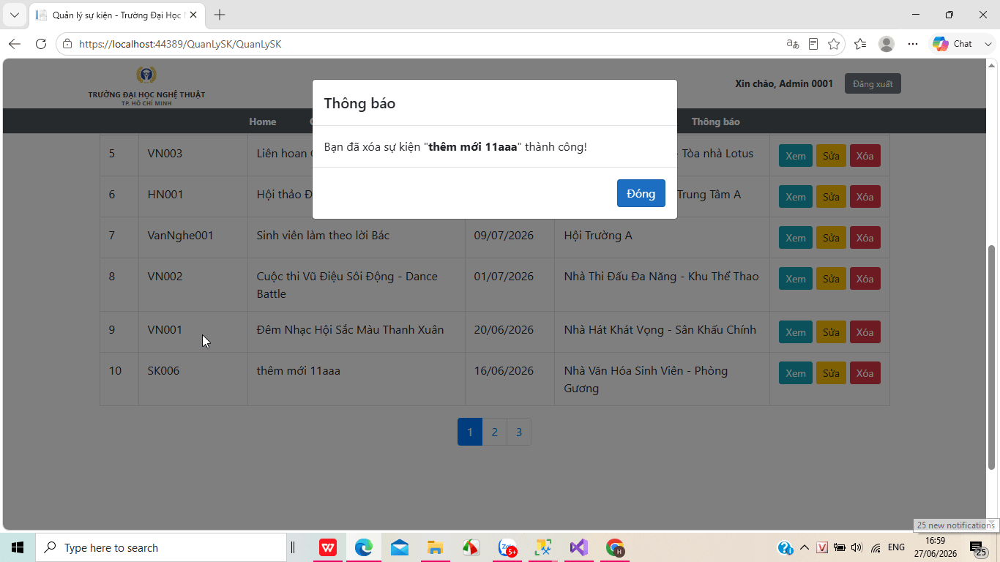 Quản lý sự kiện - Trường Đại Học
https://localhost:44389/QuanLySK/QuanLySK
Chat
TRƯỜNG ĐẠI HỌC NGHỆ THUẬT
TP. HỒ CHÍ MINH
Xin chào, Admin 0001
Đăng xuất
Home
Thông báo
Thông báo
Bạn đã xóa sự kiện "thêm mới 11aaa" thành công!
Đóng
5 VN003 Liên hoan - Tòa nhà Lotus Xem Sửa Xóa
6 HN001 Hội thảo Trung Tâm A Xem Sửa Xóa
7 VanNghe001 Sinh viên làm theo lời Bác 09/07/2026 Hội Trường A Xem Sửa Xóa
8 VN002 Cuộc thi Vũ Điệu Sôi Động - Dance 01/07/2026 Nhà Thi Đấu Đa Năng - Khu Thể Thao Xem Sửa Xóa
Battle
9 VN001 Đêm Nhạc Hội Sắc Màu Thanh Xuân 20/06/2026 Nhà Hát Khát Vọng - Sân Khấu Chính Xem Sửa Xóa
10 SK006 thêm mới 11aaa 16/06/2026 Nhà Văn Hóa Sinh Viên - Phòng Xem Sửa Xóa
Gương
1 2 3
25 new notifications
Type here to search
5+
H
ENG
16:59
27/06/2026
25